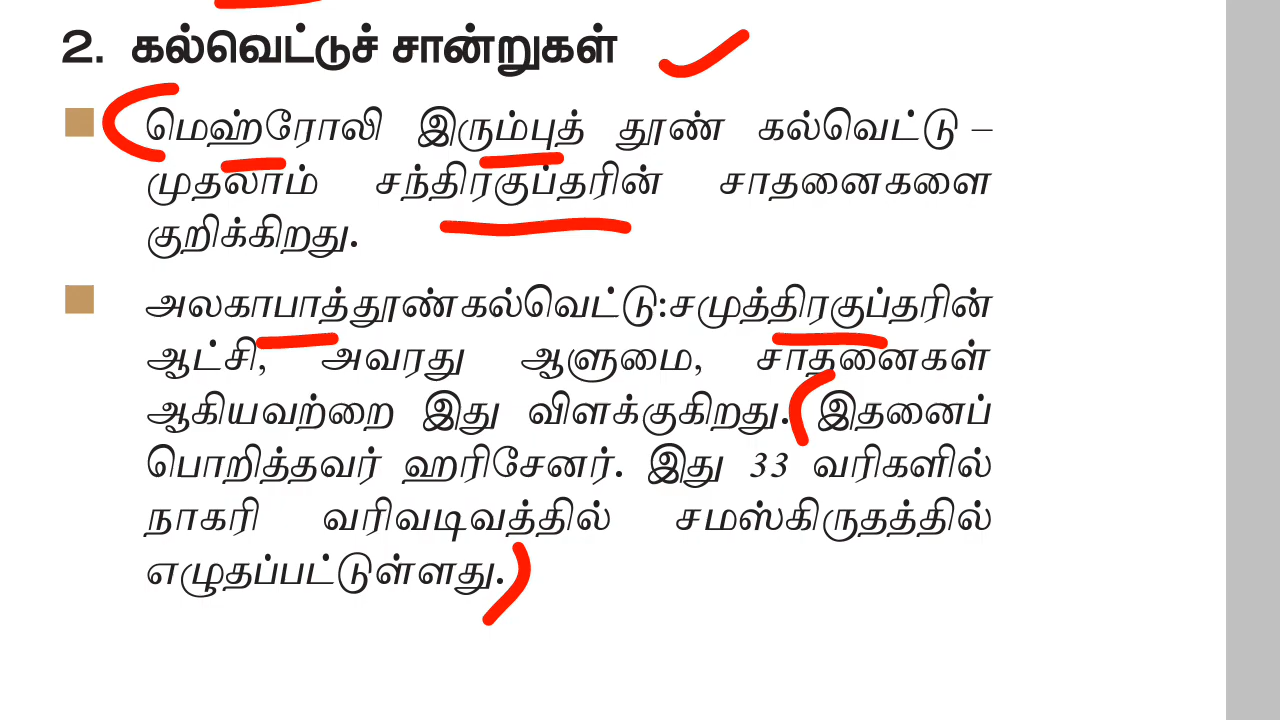 2. கல்வெட்டுச் சான்றுகள்
மெஹ்ரோலி இரும்புத் தூண் கல்வெட்டு –
முதலாம் சந்திரகுப்தரின் சாதனைகளை
குறிக்கிறது.
அலகாபாத்தூண்கல்வெட்டு:சமுத்திரகுப்தரின்
ஆட்சி, அவரது ஆளுமை, சாதனைகள்
ஆகியவற்றை இது விளக்குகிறது. இதனைப்
பொறித்தவர் ஹரிசேனர். இது 33 வரிகளில்
நாகரி வரிவடிவத்தில் சமஸ்கிருதத்தில்
எழுதப்பட்டுள்ளது.